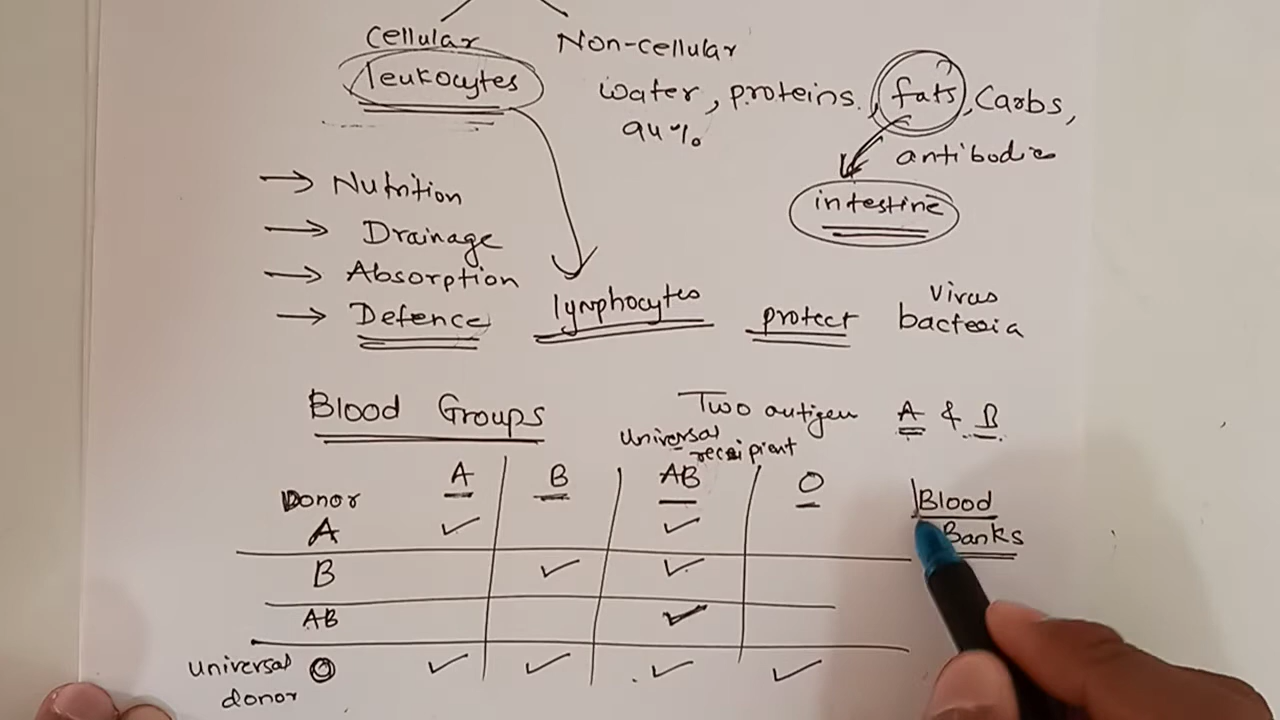 Cellular Non-cellular
leukocytes
water, proteins, fats, Carbs,
94%
antibodie
intestine
→ Nutrition
→ Drainage
→ Absorption
→ Defence
lymphocytes protect virus
bacteria
Blood Groups Two antigen A & B
universal
recipient
Donor A B AB O
A ✓ ✓
B ✓ ✓
AB ✓
universal O ✓ ✓ ✓ ✓
donor
Blood
Banks